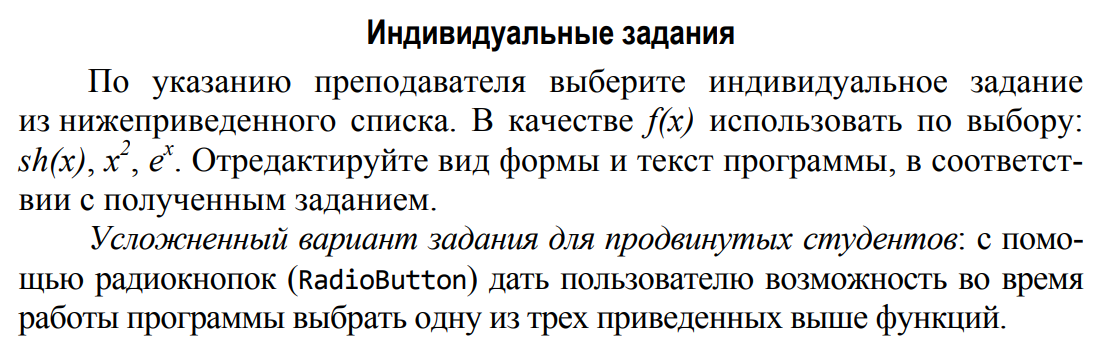 Индивидуальные задания
По указанию преподавателя выберите индивидуальное задание
из нижеприведенного списка. В качестве f(x) использовать по выбору:
sh(x), x², eˣ. Отредактируйте вид формы и текст программы, в соответст-
вии с полученным заданием.
Усложненный вариант задания для продвинутых студентов: с помо-
щью радиокнопок (RadioButton) дать пользователю возможность во время
работы программы выбрать одну из трех приведенных выше функций.